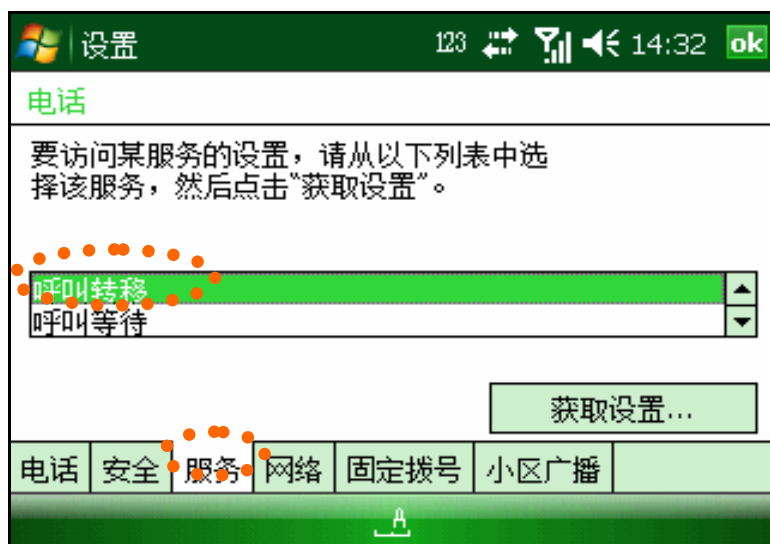 设置 123 14:32 ok
电话
要访问某服务的设置，请从以下列表中选
择该服务，然后点击"获取设置"。
呼叫转移
呼叫等待
获取设置...
电话 安全 服务 网络 固定拨号 小区广播
A